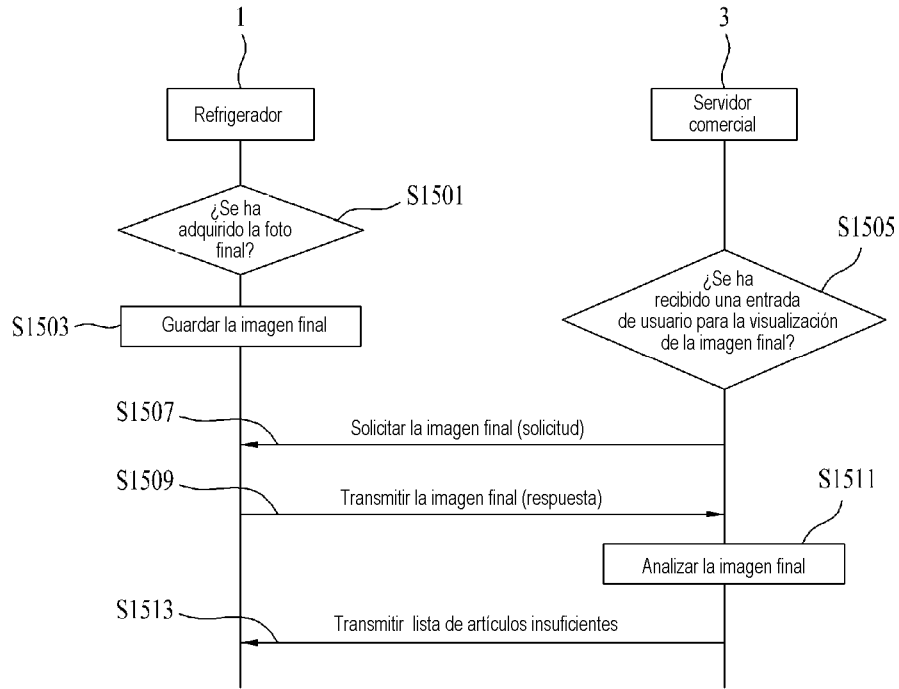 1
3
Refrigerador
Servidor
comercial
¿Se ha
adquirido la foto
final?
S1501
S1505
¿Se ha
recibido una entrada
de usuario para la visualización
de la imagen final?
S1503
Guardar la imagen final
S1507
Solicitar la imagen final (solicitud)
S1509
Transmitir la imagen final (respuesta)
S1511
Analizar la imagen final
S1513
Transmitir lista de artículos insuficientes